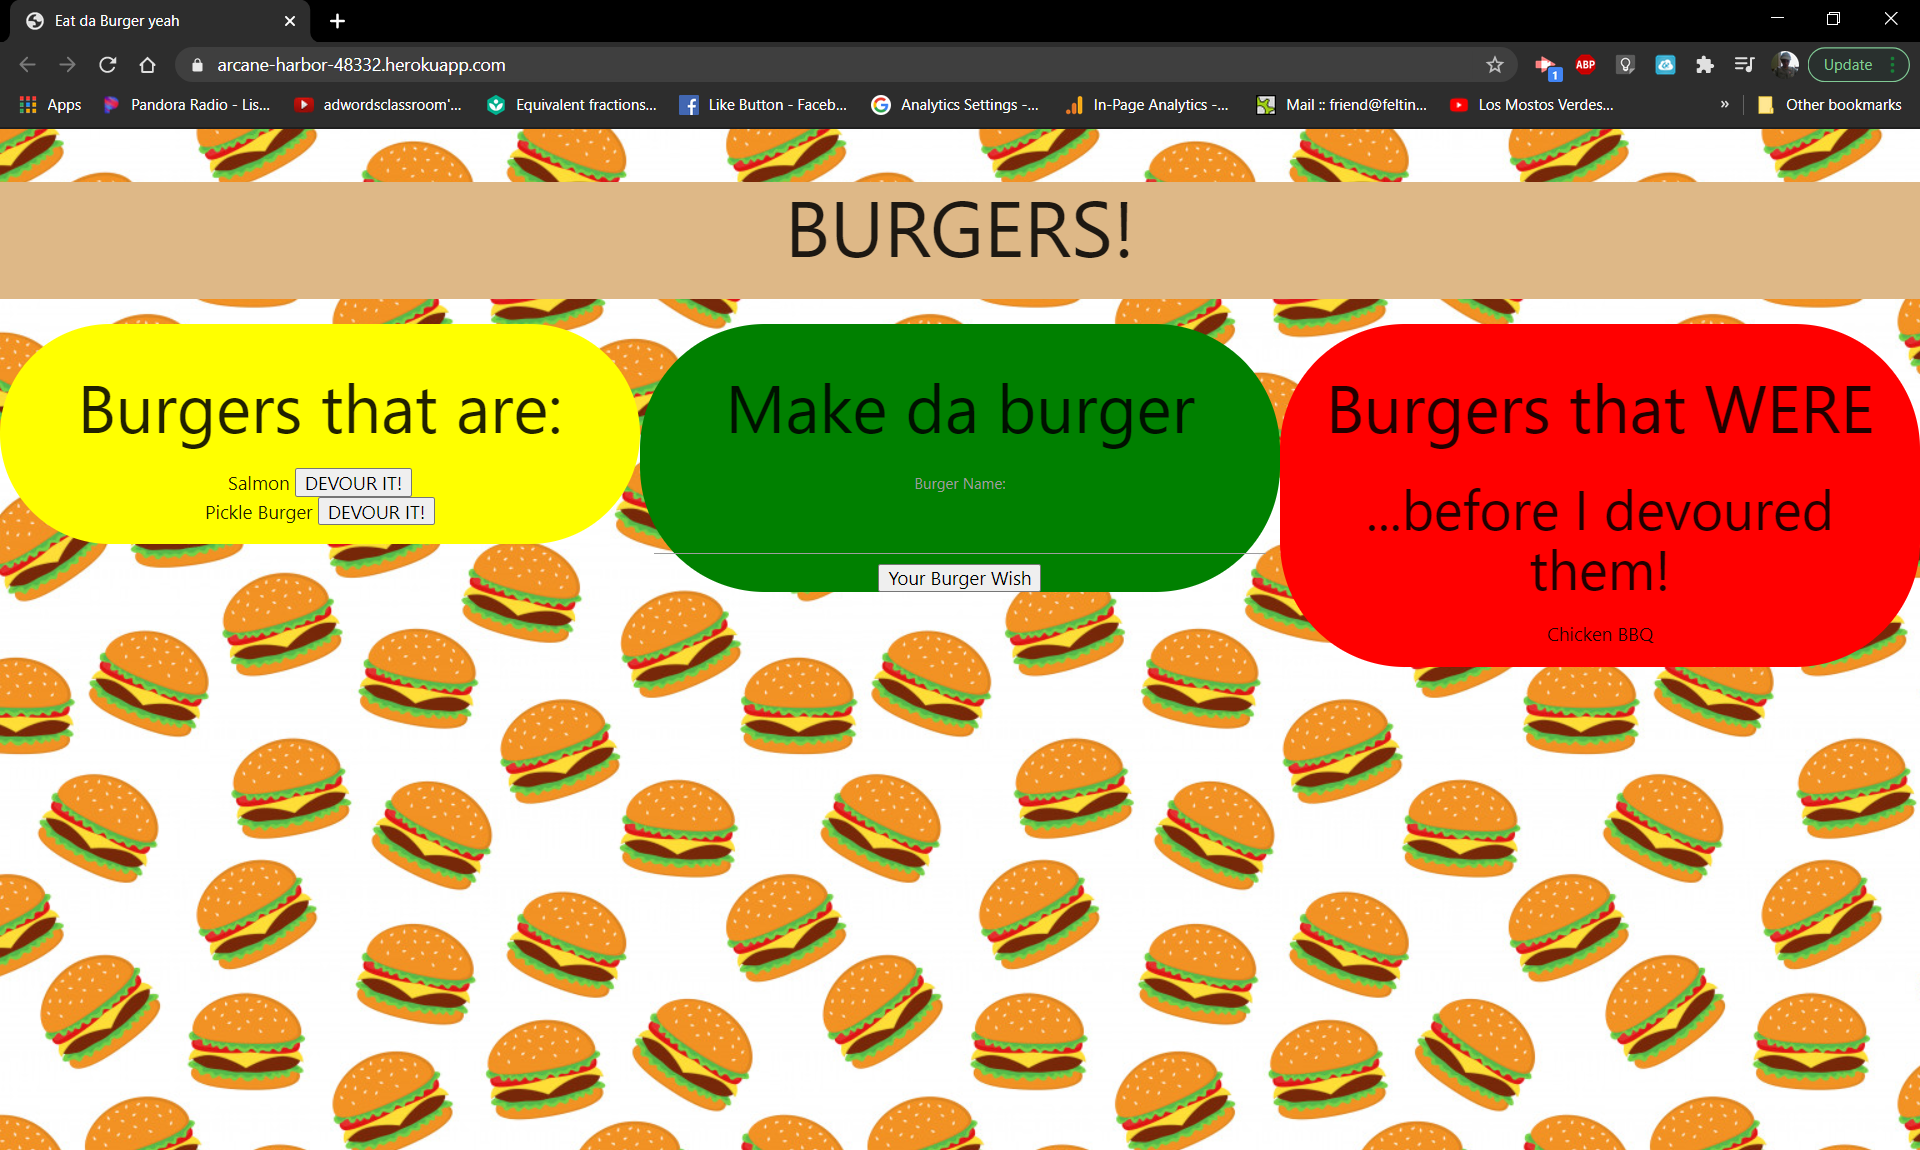 Eat da Burger yeah
arcane-harbor-48332.herokuapp.com
ABP
1
Update
Apps
Pandora Radio - Lis...
adwordsclassroom'...
Equivalent fractions...
Like Button - Faceb...
Analytics Settings -...
In-Page Analytics -...
Mail :: friend@feltin...
Los Mostos Verdes...
»
Other bookmarks
BURGERS!
Burgers that are:
Salmon DEVOUR IT!
Pickle Burger DEVOUR IT!
Make da burger
Burger Name:
Your Burger Wish
Burgers that WERE
...before I devoured
them!
Chicken BBQ